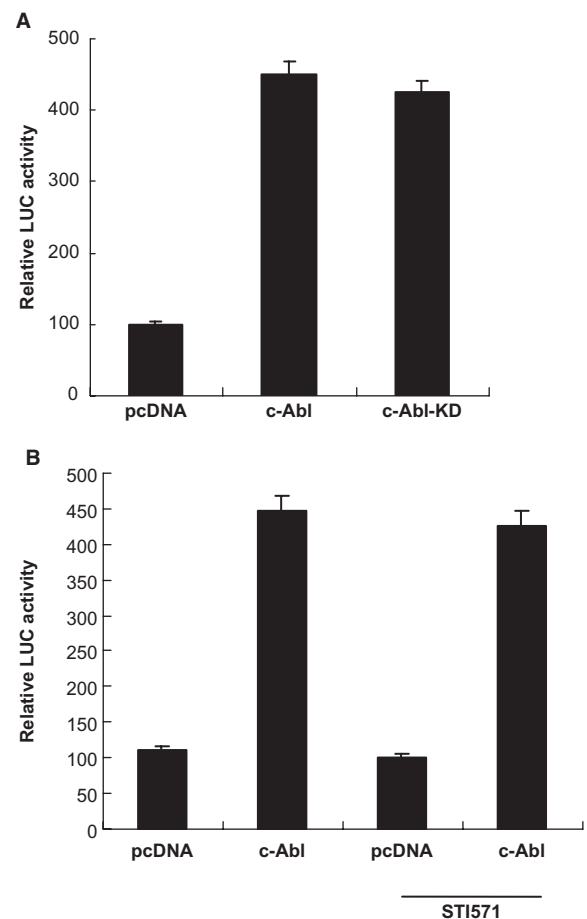 A
Relative LUC activity
500
400
300
200
100
0
pcDNA c-Abl c-Abl-KD
B
Relative LUC activity
500
450
400
350
300
250
200
150
100
50
0
pcDNA c-Abl pcDNA c-Abl
STI571